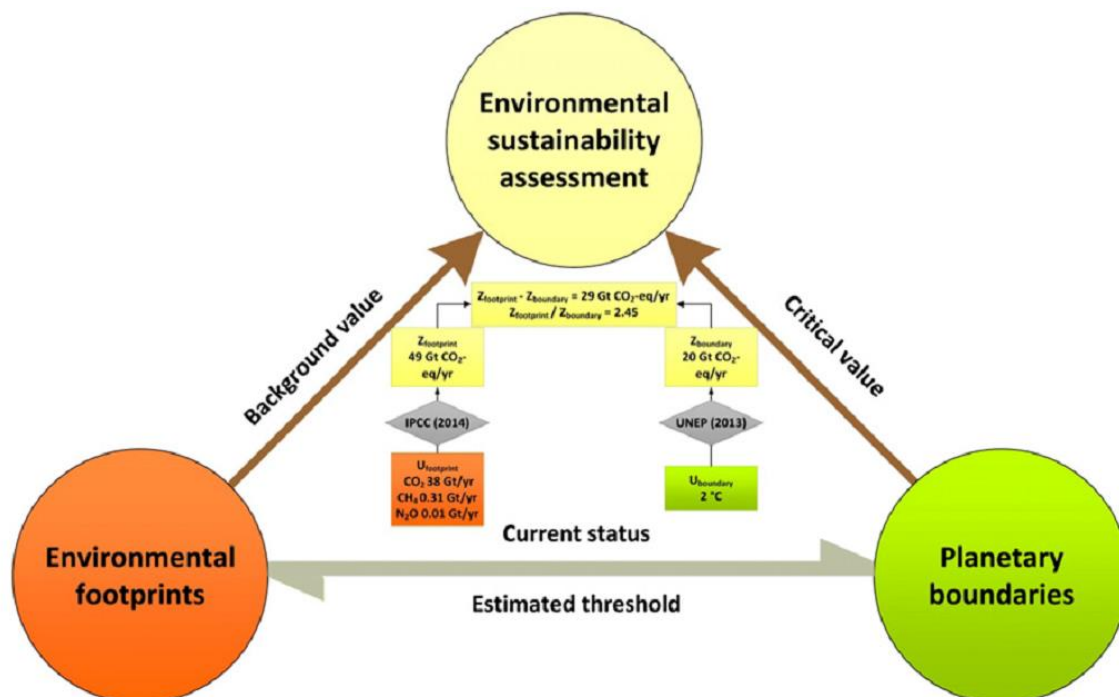 Environmental
sustainability
assessment
Background value
Critical value
Z footprint - Z boundary = 29 Gt CO₂-eq/yr
Z footprint / Z boundary = 2.45
Z footprint
49 Gt CO₂-
eq/yr
Z boundary
20 Gt CO₂-
eq/yr
IPCC (2014)
UNEP (2013)
U footprint
CO₂ 38 Gt/yr
CH₄ 0.31 Gt/yr
N₂O 0.01 Gt/yr
U boundary
2 °C
Current status
Estimated threshold
Environmental
footprints
Planetary
boundaries